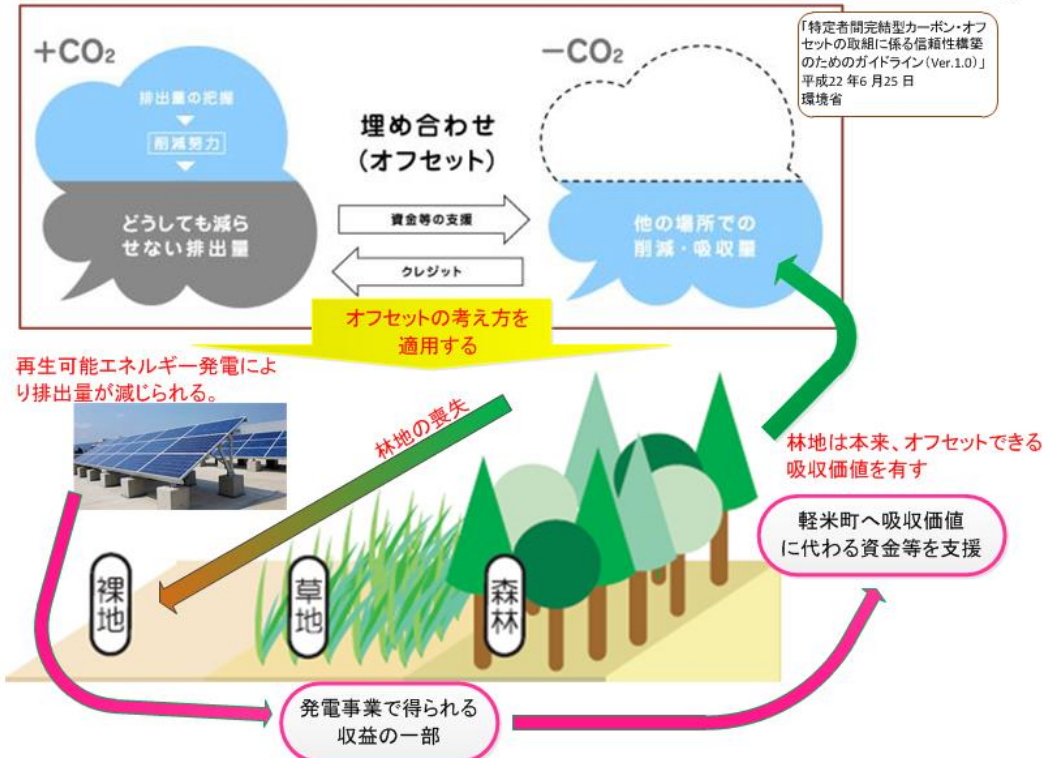 「特定者間完結型カーボン・オフ
セットの取組に係る信頼性構築
のためのガイドライン（Ver.1.0）」
平成22 年6 月25 日
環境省
+CO2
−CO2
排出量の把握
削減努力
どうしても減ら
せない排出量
埋め合わせ
（オフセット）
資金等の支援
クレジット
他の場所での
削減・吸収量
オフセットの考え方を
適用する
再生可能エネルギー発電によ
り排出量が減じられる。
林地の喪失
林地は本来、オフセットできる
吸収価値を有す
軽米町へ吸収価値
に代わる資金等を支援
裸地
草地
森林
発電事業で得られる
収益の一部